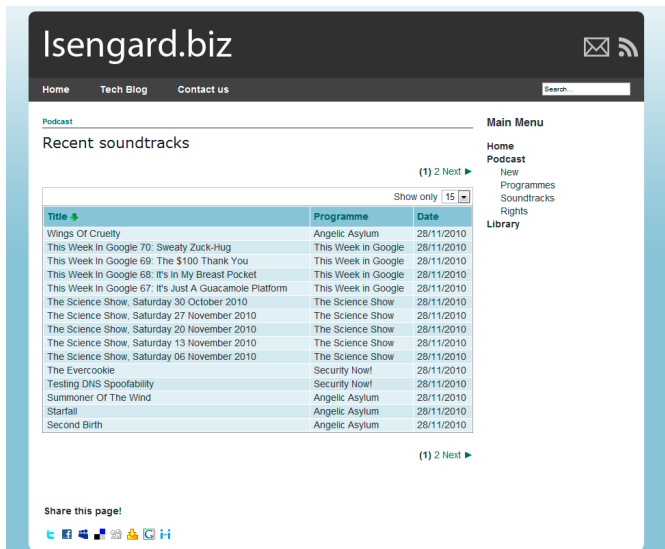 Isengard.biz
Home Tech Blog Contact us Search...
Podcast
Recent soundtracks
(1) 2 Next ►
Show only 15
Title Programme Date
Wings Of Cruelty Angelic Asylum 28/11/2010
This Week In Google 70: Sweaty Zuck-Hug This Week in Google 28/11/2010
This Week In Google 69: The $100 Thank You This Week in Google 28/11/2010
This Week In Google 68: It's In My Breast Pocket This Week in Google 28/11/2010
This Week In Google 67: It's Just A Guacamole Platform This Week in Google 28/11/2010
The Science Show, Saturday 30 October 2010 The Science Show 28/11/2010
The Science Show, Saturday 27 November 2010 The Science Show 28/11/2010
The Science Show, Saturday 20 November 2010 The Science Show 28/11/2010
The Science Show, Saturday 13 November 2010 The Science Show 28/11/2010
The Science Show, Saturday 06 November 2010 The Science Show 28/11/2010
The Evercookie Security Now! 28/11/2010
Testing DNS Spoofability Security Now! 28/11/2010
Summoner Of The Wind Angelic Asylum 28/11/2010
Starfall Angelic Asylum 28/11/2010
Second Birth Angelic Asylum 28/11/2010
(1) 2 Next ►
Main Menu
Home
Podcast
New
Programmes
Soundtracks
Rights
Library
Share this page!